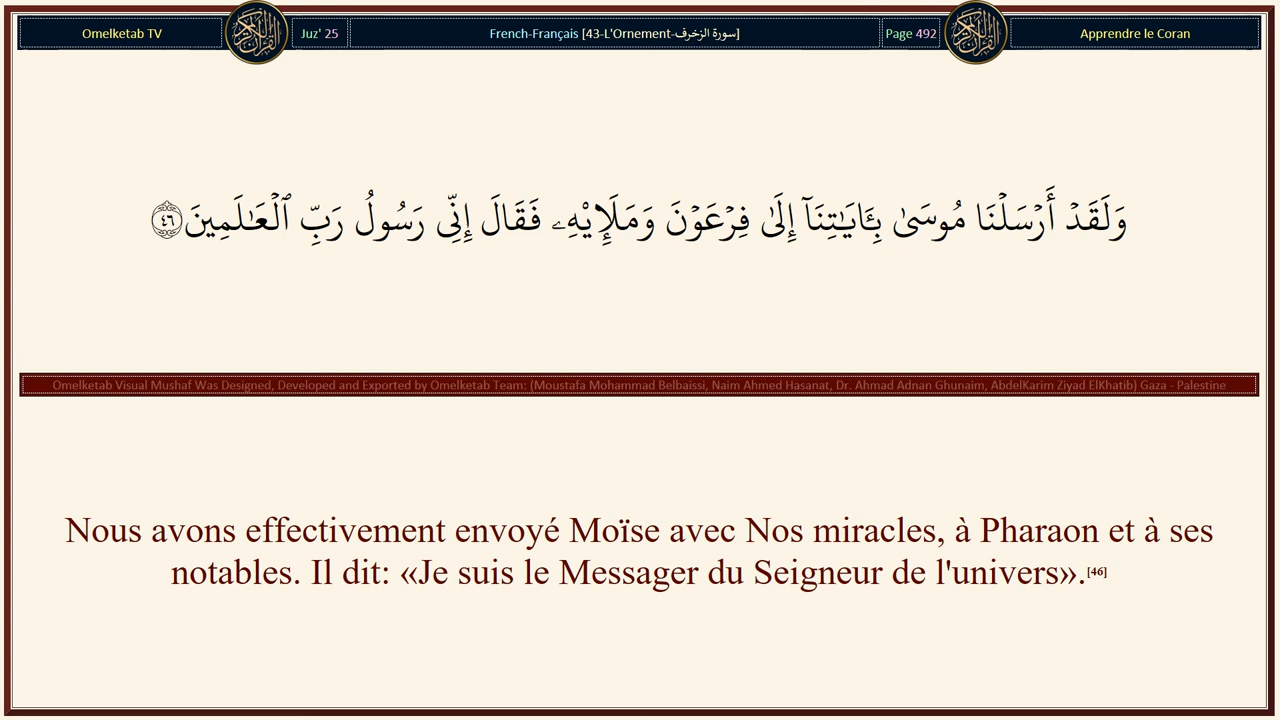 Omelketab TV
Juz' 25
French-Français [43-L'Ornement-سورة الزخرف]
Page 492
Apprendre le Coran
وَلَقَدۡ أَرۡسَلۡنَا مُوسَىٰ بِـَٔايَـٰتِنَآ إِلَىٰ فِرۡعَوۡنَ وَمَلَإِيْهِۦ فَقَالَ إِنِّى رَسُولُ رَبِّ ٱلۡعَـٰلَمِينَ ٤٦
Omelketab Visual Mushaf Was Designed, Developed and Exported by Omelketab Team: (Moustafa Mohammad Belbaissi, Naim Ahmed Hasanat, Dr. Ahmad Adnan Ghunaim, AbdelKarim Ziyad ElKhatib) Gaza - Palestine
Nous avons effectivement envoyé Moïse avec Nos miracles, à Pharaon et à ses
notables. Il dit: «Je suis le Messager du Seigneur de l'univers».[46]